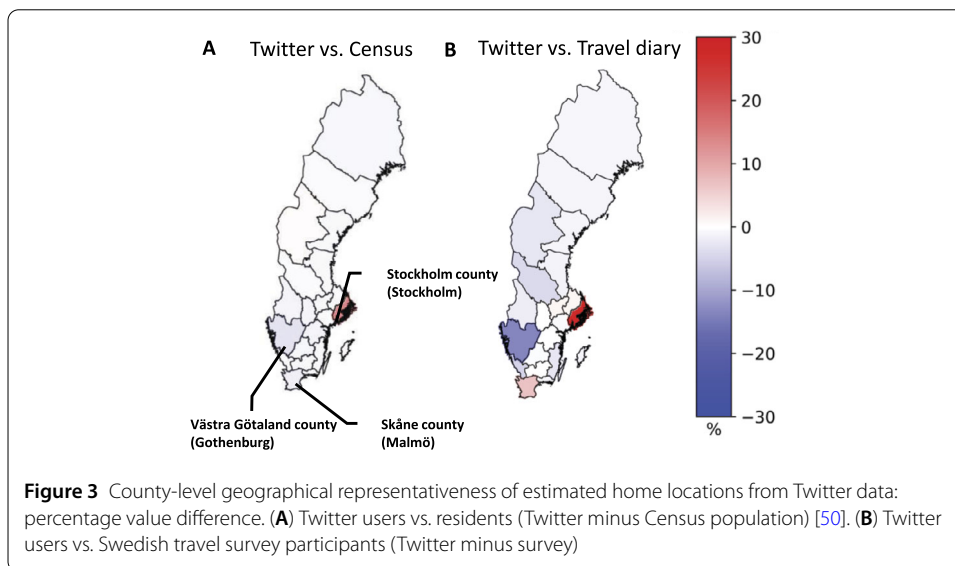 A Twitter vs. Census
B Twitter vs. Travel diary
30
20
10
0
−10
−20
−30
%
Stockholm county
(Stockholm)
Västra Götaland county
(Gothenburg)
Skåne county
(Malmö)
Figure 3 County-level geographical representativeness of estimated home locations from Twitter data:
percentage value difference. (A) Twitter users vs. residents (Twitter minus Census population) [50]. (B) Twitter
users vs. Swedish travel survey participants (Twitter minus survey)